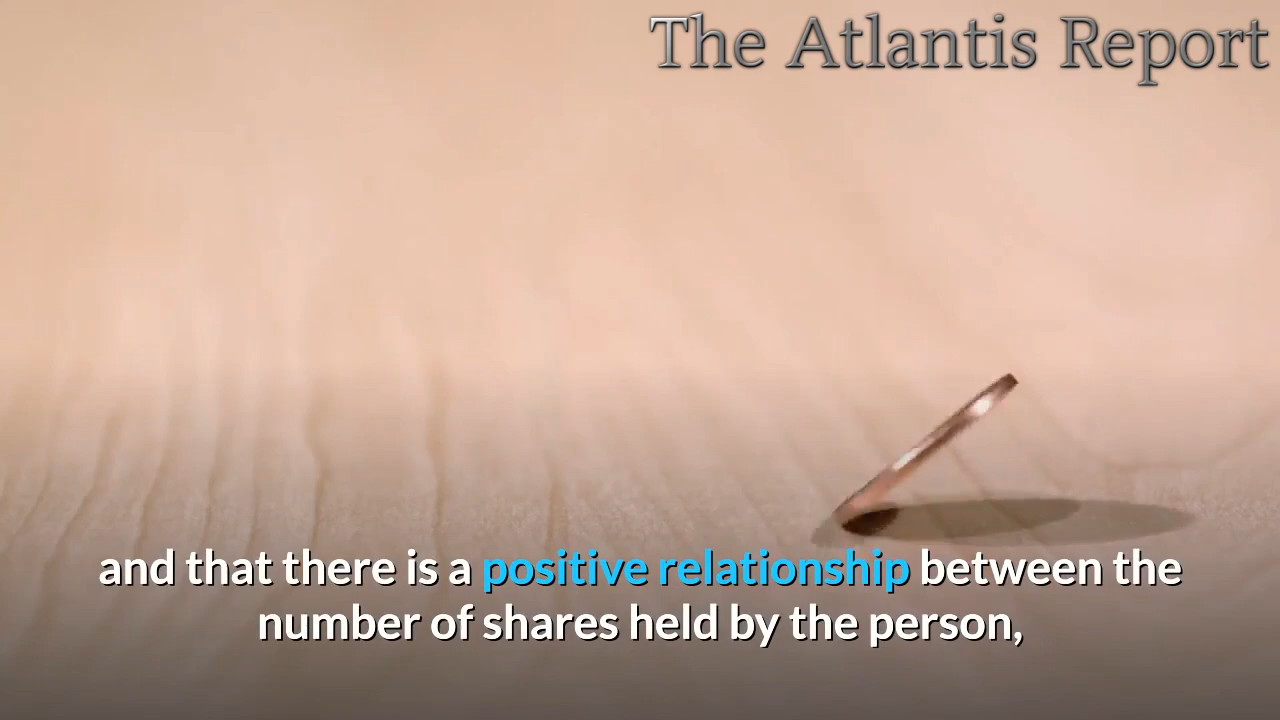 The Atlantis Report
and that there is a positive relationship between the
number of shares held by the person,